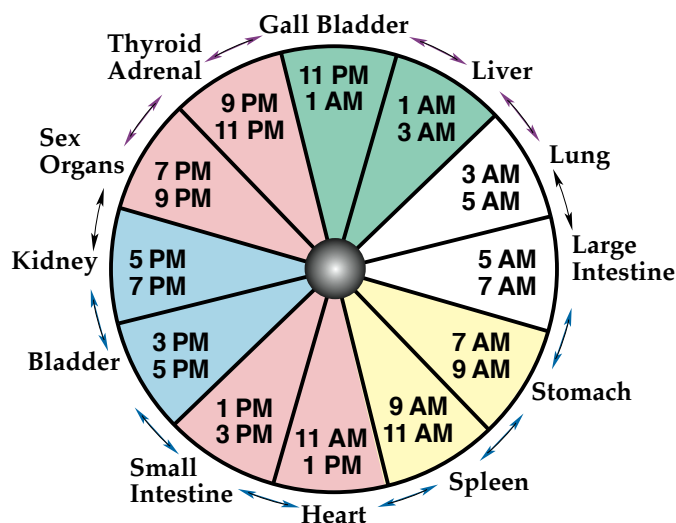 Gall Bladder
11 PM
1 AM
Liver
1 AM
3 AM
Lung
3 AM
5 AM
Large
Intestine
5 AM
7 AM
Stomach
7 AM
9 AM
Spleen
9 AM
11 AM
Heart
11 AM
1 PM
Small
Intestine
1 PM
3 PM
Bladder
3 PM
5 PM
Kidney
5 PM
7 PM
Sex
Organs
7 PM
9 PM
Thyroid
Adrenal
9 PM
11 PM